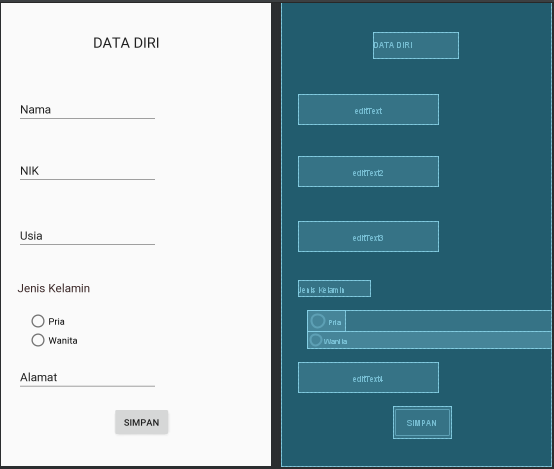 DATA DIRI
Nama
NIK
Usia
Jenis Kelamin
Pria
Wanita
Alamat
SIMPAN
DATA DIRI
editText
editText2
editText3
Jenis Kelamin
Pria
Wanita
editText4
SIMPAN